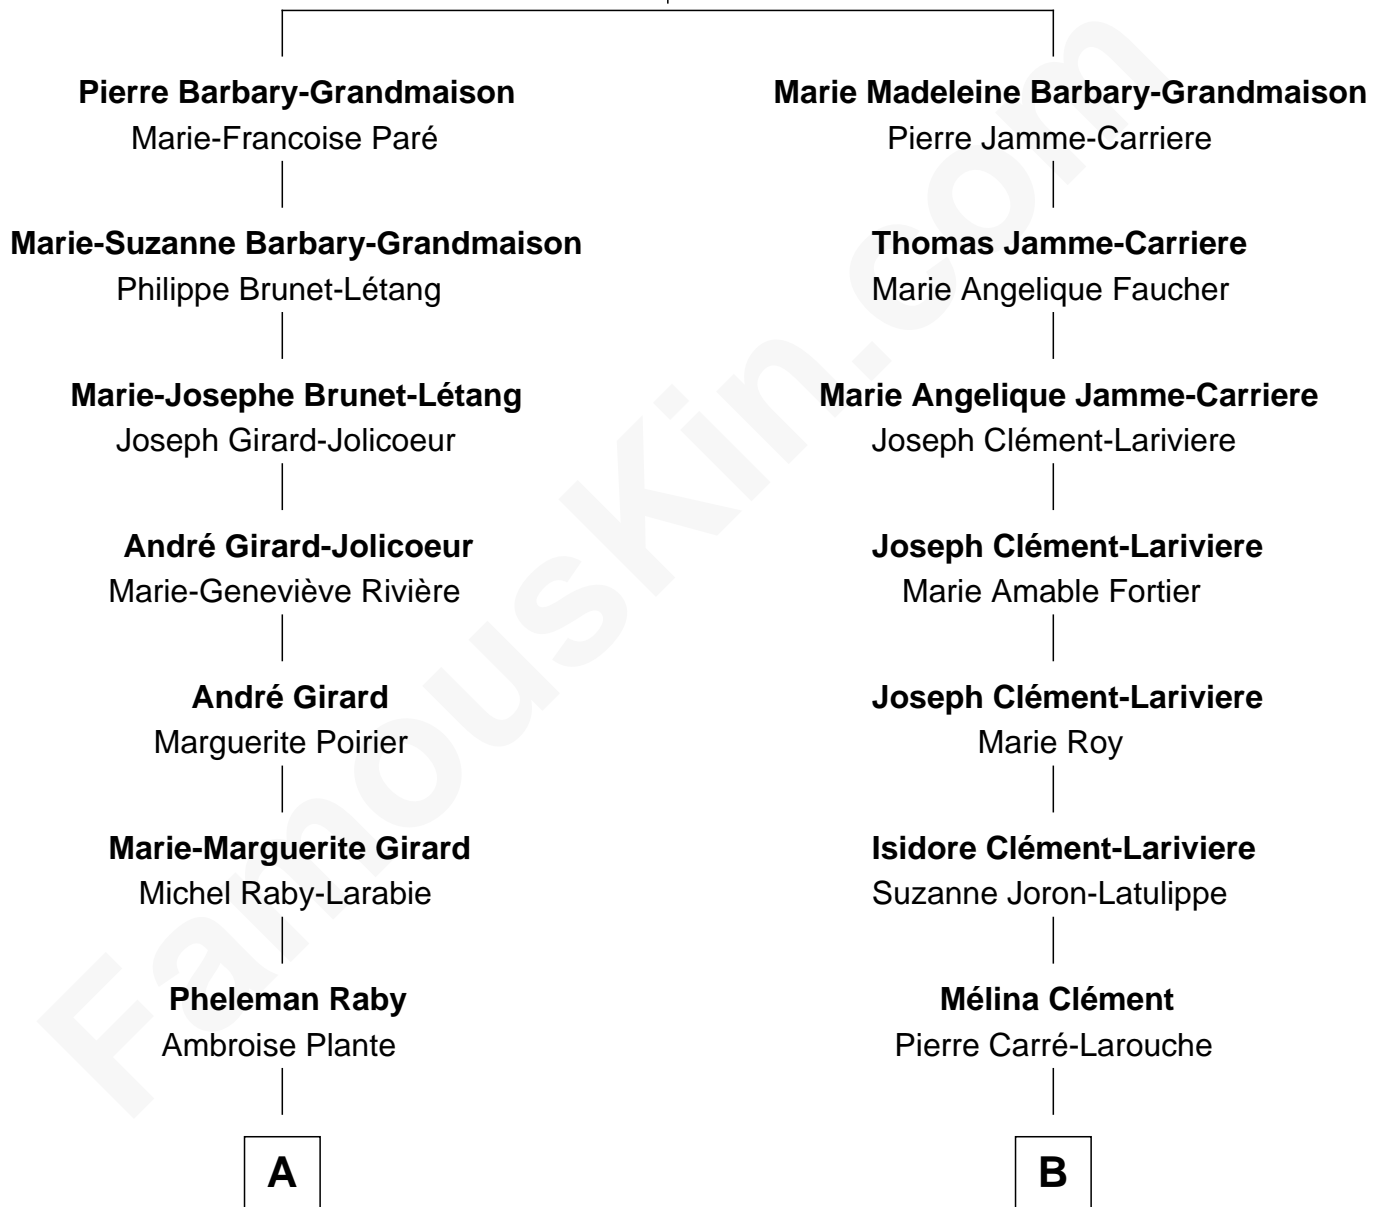 Pierre Barbary-Grandmaison
Marie-Francoise Paré
Marie-Suzanne Barbary-Grandmaison
Philippe Brunet-Létang
Marie-Josephe Brunet-Létang
Joseph Girard-Jolicoeur
André Girard-Jolicoeur
Marie-Geneviève Rivière
André Girard
Marguerite Poirier
Marie-Marguerite Girard
Michel Raby-Larabie
Pheleman Raby
Ambroise Plante
A
Marie Madeleine Barbary-Grandmaison
Pierre Jamme-Carriere
Thomas Jamme-Carriere
Marie Angelique Faucher
Marie Angelique Jamme-Carriere
Joseph Clément-Lariviere
Joseph Clément-Lariviere
Marie Amable Fortier
Joseph Clément-Lariviere
Marie Roy
Isidore Clément-Lariviere
Suzanne Joron-Latulippe
Mélina Clément
Pierre Carré-Larouche
B
FamousKin.com